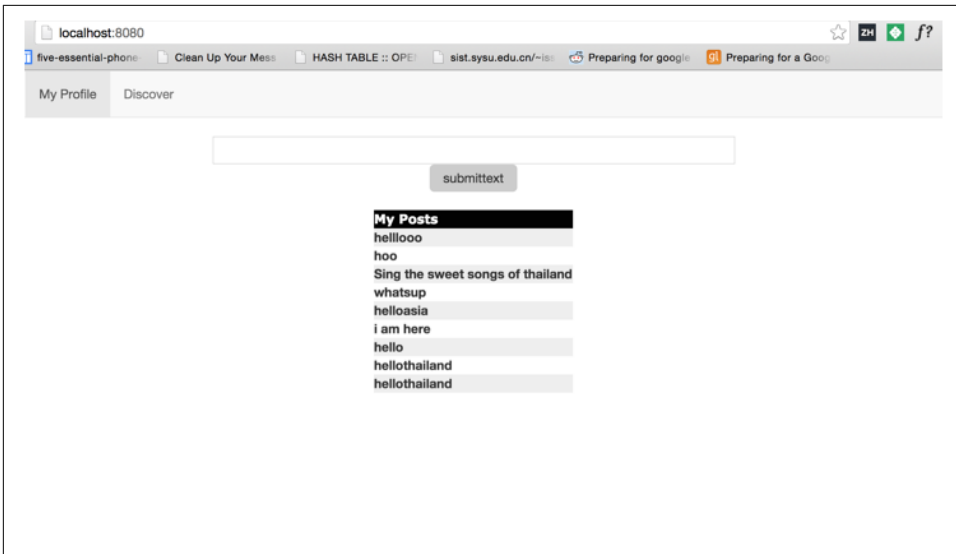 localhost:8080
ZH f?
five-essential-phone Clean Up Your Mess HASH TABLE :: OPE sist.sysu.edu.cn/~iss Preparing for google gl Preparing for a Goog
My Profile Discover
submittext
My Posts
helllooo
hoo
Sing the sweet songs of thailand
whatsup
helloasia
i am here
hello
hellothailand
hellothailand